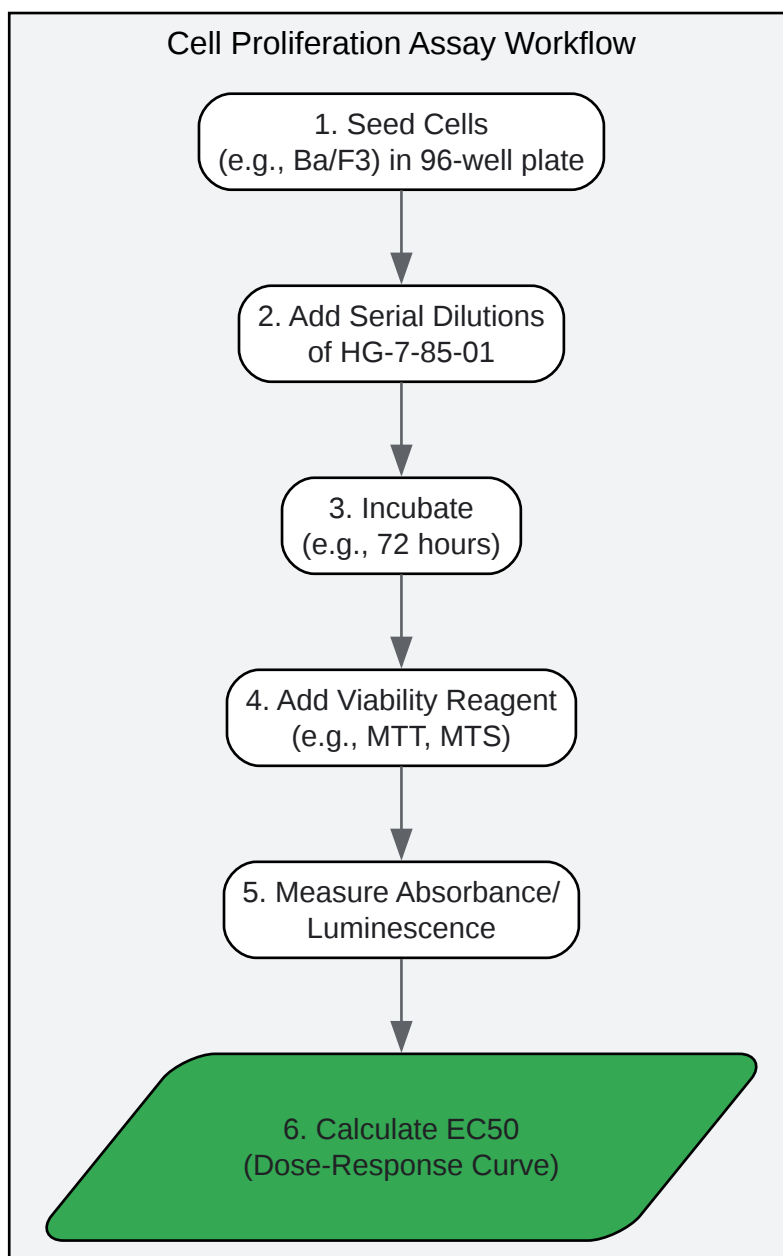 Cell Proliferation Assay Workflow
1. Seed Cells
(e.g., Ba/F3) in 96-well plate
2. Add Serial Dilutions
of HG-7-85-01
3. Incubate
(e.g., 72 hours)
4. Add Viability Reagent
(e.g., MTT, MTS)
5. Measure Absorbance/
Luminescence
6. Calculate EC50
(Dose-Response Curve)